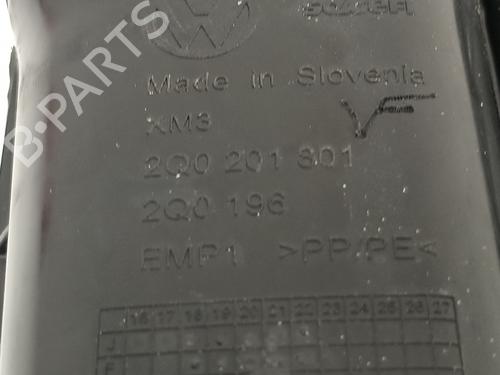 B-PARTS
Made in Slovenia
XM3
2Q0 201 801
2Q0 196
EMP1 >PP/PE<
16 17 18 19 20 21 22 23 24 25 26 27
J
F